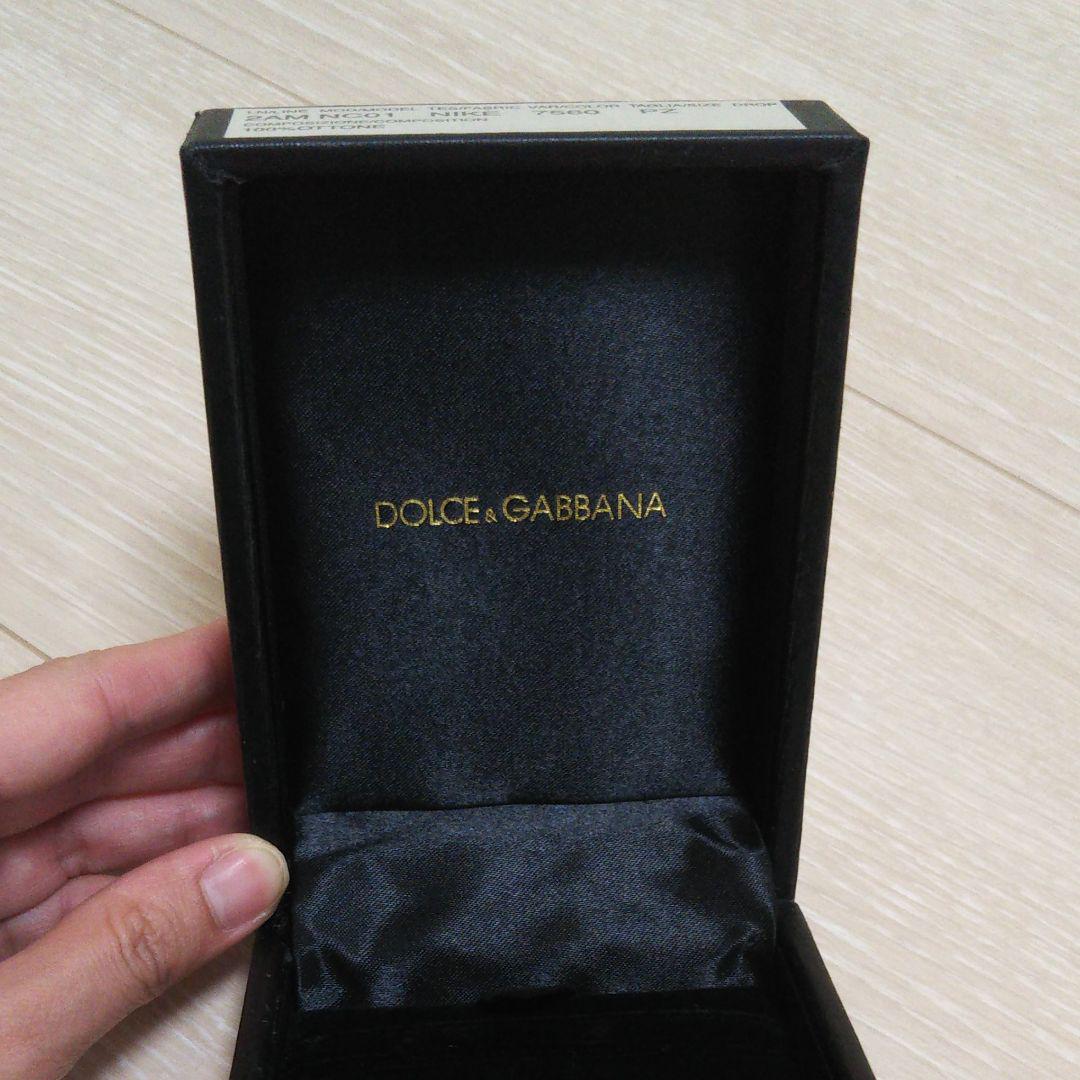 LN/LINE MOD/MODEL TES/FABRIC VAR/COLOR TAGLIA/SIZE DROP
2AM NC01 NIKE 7560 PZ
COMPOSIZIONE/COMPOSITION
100%OTTONE
DOLCE & GABBANA